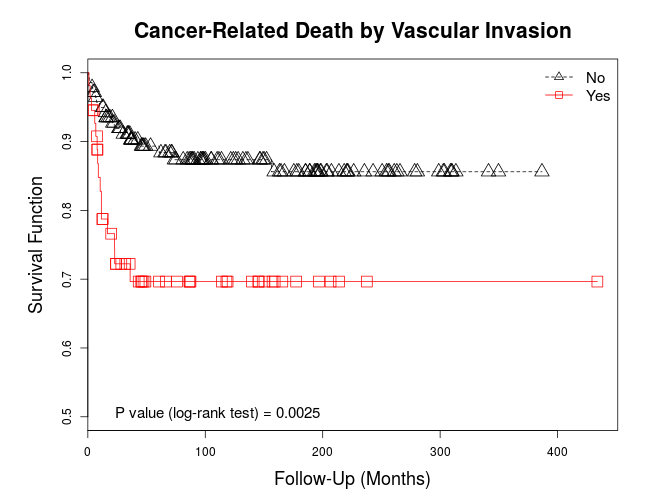 Cancer-Related Death by Vascular Invasion
No
Yes
1.0
0.9
0.8
0.7
0.6
0.5
Survival Function
P value (log-rank test) = 0.0025
0 100 200 300 400
Follow-Up (Months)